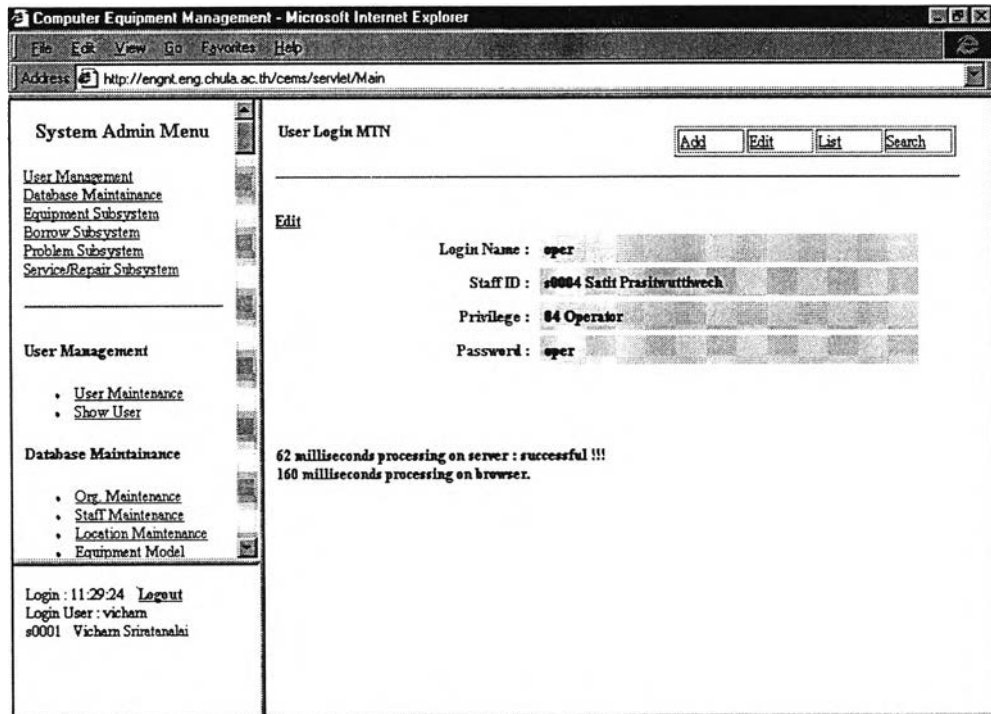 Computer Equipment Management - Microsoft Internet Explorer
File Edit View Go Favorites Help
Address http://engnt.eng.chula.ac.th/cems/servlet/Main
System Admin Menu
User Management
Database Maintainance
Equipment Subsystem
Borrow Subsystem
Problem Subsystem
Service/Repair Subsystem
User Management
• User Maintenance
• Show User
Database Maintainance
• Org. Maintenance
• Staff Maintenance
• Location Maintenance
• Equipment Model
Login : 11:29:24 Logout
Login User : vicharn
s0001 Vicharn Sriratanalai
User Login MTN
Add Edit List Search
Edit
Login Name : oper
Staff ID : s0004 Satit Prasitwuttiwech
Privilege : 04 Operator
Password : oper
62 milliseconds processing on server : successful !!!
160 milliseconds processing on browser.